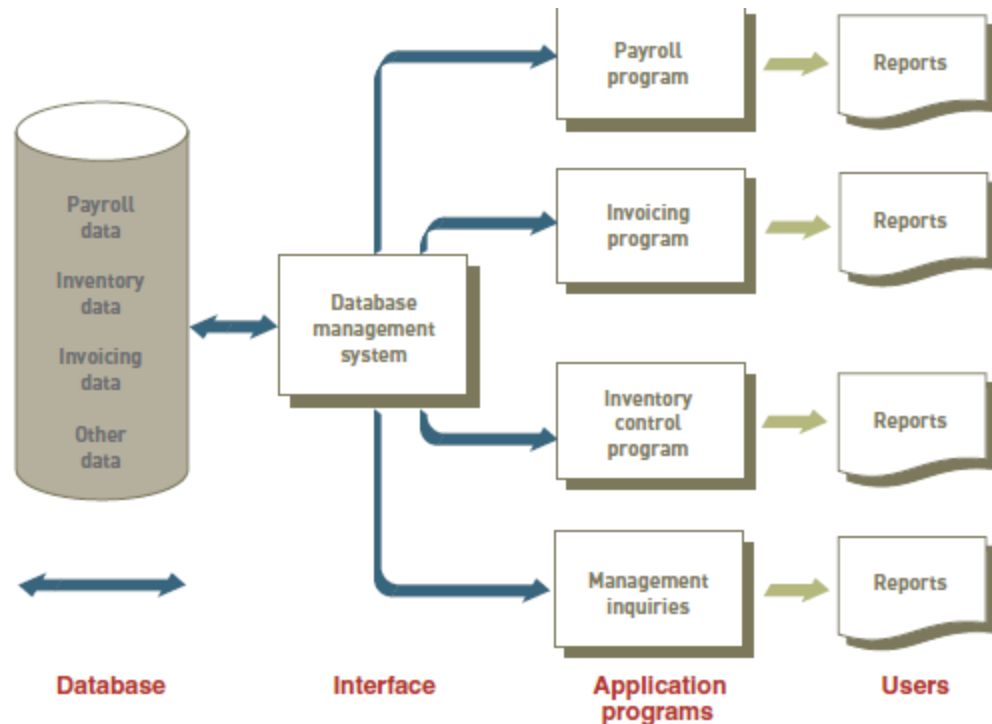 Payroll
data
Inventory
data
Invoicing
data
Other
data
Database
management
system
Payroll
program
Invoicing
program
Inventory
control
program
Management
inquiries
Reports
Reports
Reports
Reports
Database
Interface
Application
programs
Users